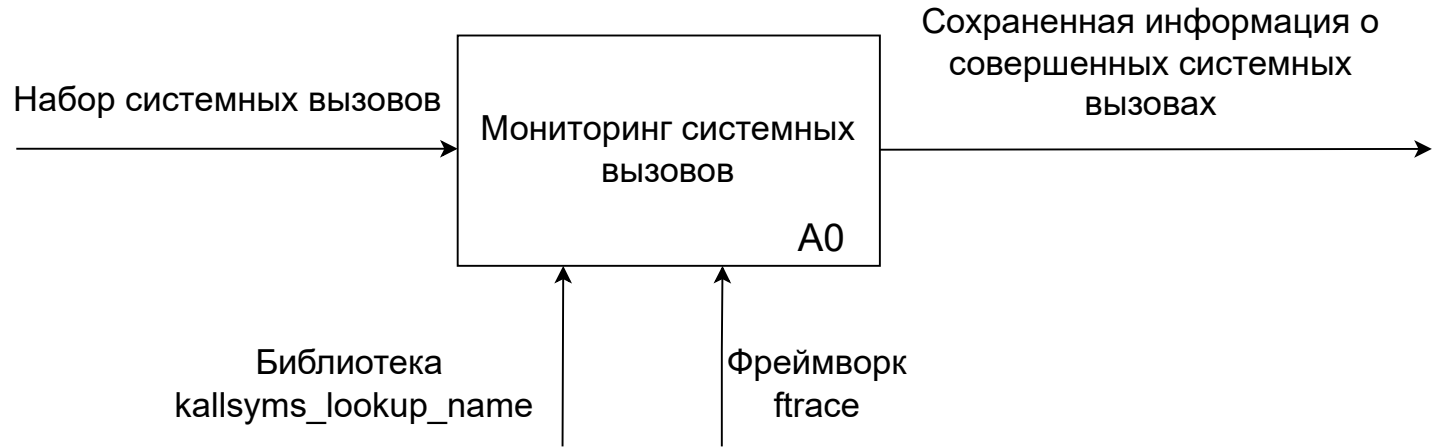 Сохраненная информация о
совершенных системных
вызовах
Набор системных вызовов
Мониторинг системных
вызовов
A0
Библиотека
kallsyms_lookup_name
Фреймворк
ftrace